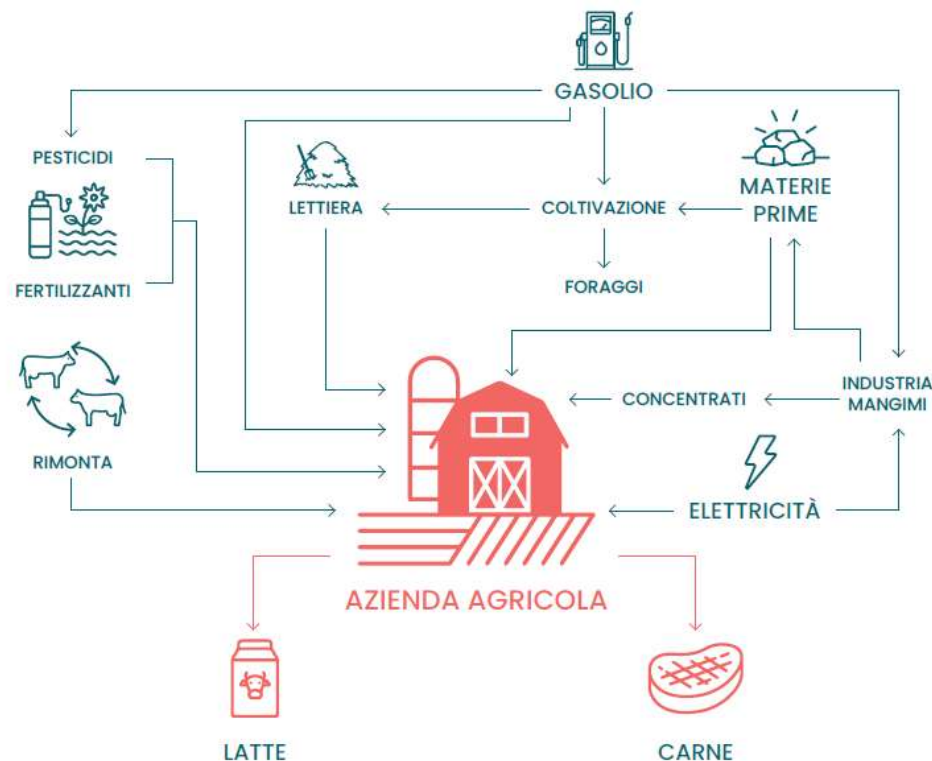 GASOLIO
PESTICIDI
LETTIERA
COLTIVAZIONE
MATERIE
PRIME
FORAGGI
FERTILIZZANTI
INDUSTRIA
MANGIMI
CONCENTRATI
RIMONTA
ELETTRICITÀ
AZIENDA AGRICOLA
LATTE
CARNE